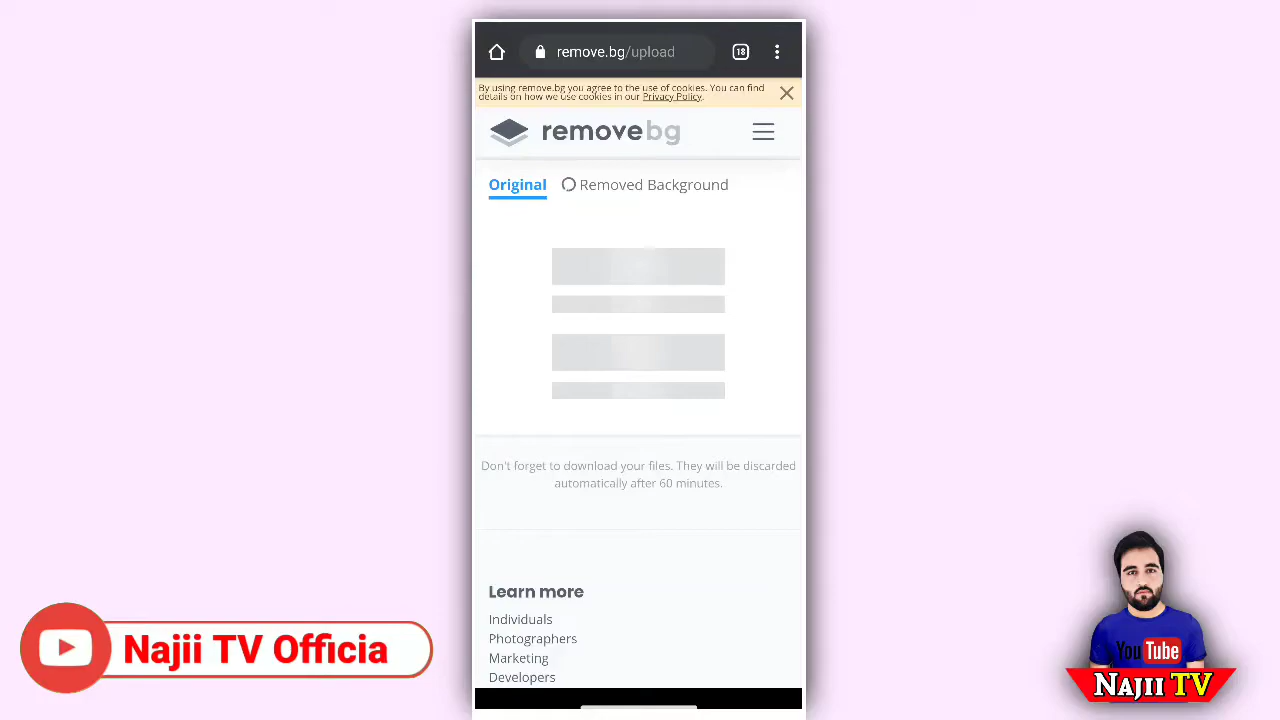 remove.bg/upload
18
By using remove.bg you agree to the use of cookies. You can find
details on how we use cookies in our Privacy Policy.
removebg
Original
Removed Background
Don't forget to download your files. They will be discarded
automatically after 60 minutes.
Learn more
Individuals
Photographers
Marketing
Developers
Najii TV Officia
YouTube
NAJII TV